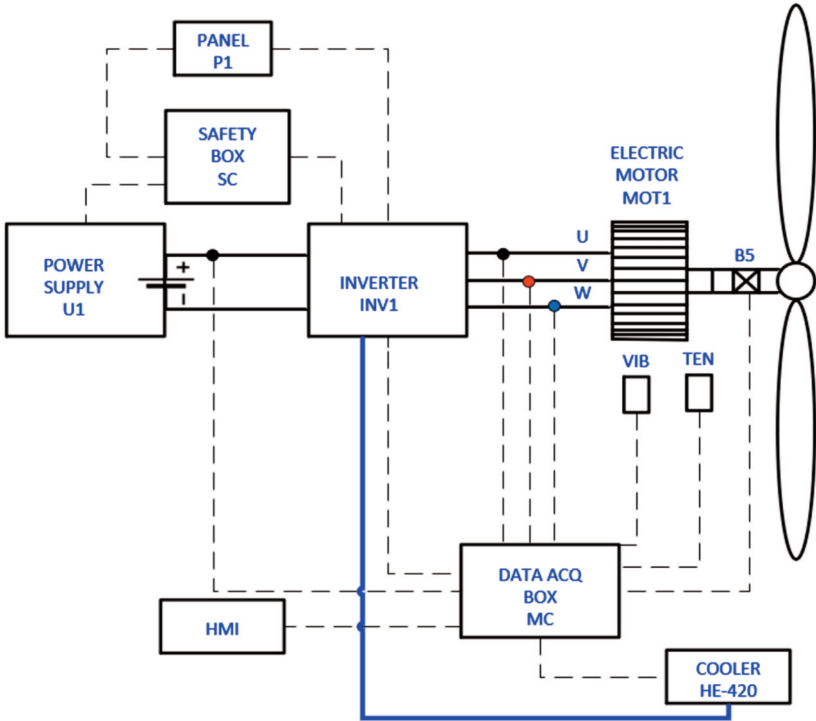 PANEL
P1
SAFETY
BOX
SC
ELECTRIC
MOTOR
MOT1
POWER
SUPPLY
U1
+
−
INVERTER
INV1
U
V
W
B5
VIB
TEN
DATA ACQ
BOX
MC
HMI
COOLER
HE-420